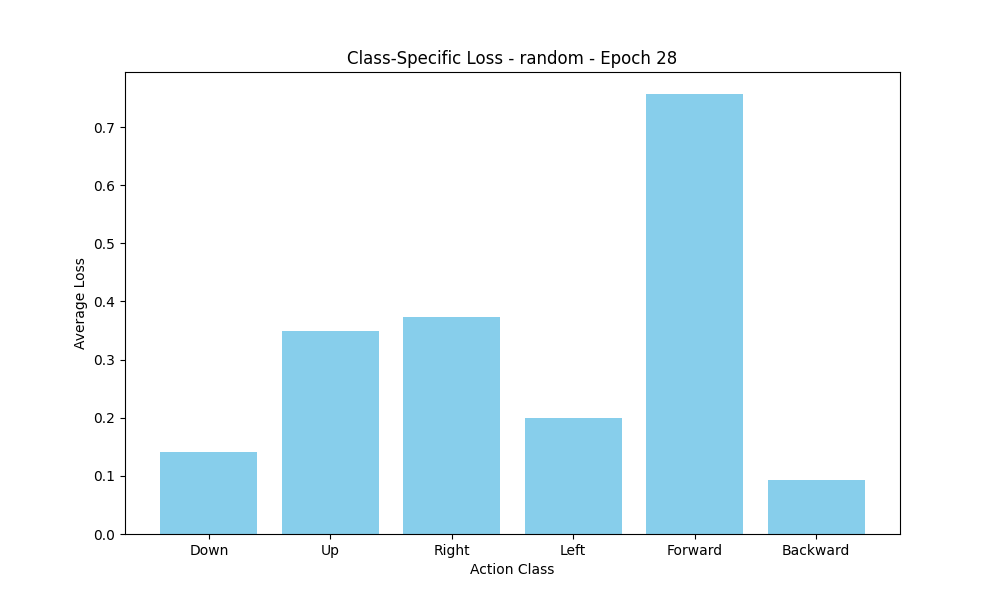 Class-Specific Loss - random - Epoch 28
Average Loss
0.7
0.6
0.5
0.4
0.3
0.2
0.1
0.0
Down Up Right Left Forward Backward
Action Class